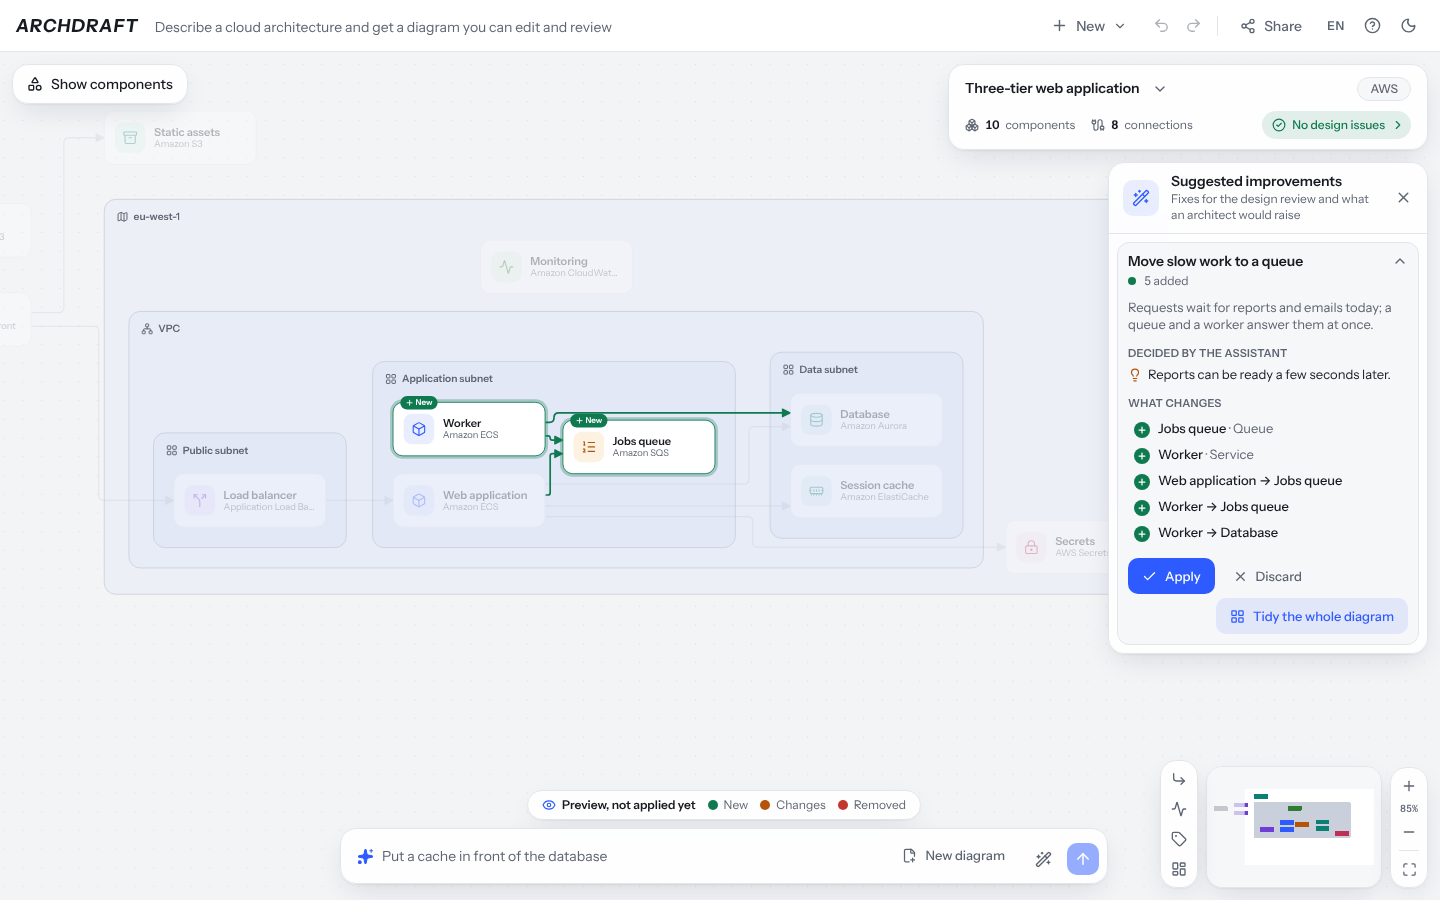 ARCHDRAFT
Describe a cloud architecture and get a diagram you can edit and review
New
Share
EN
Show components
Three-tier web application
AWS
10 components
8 connections
No design issues
Static assets
Amazon S3
eu-west-1
Monitoring
Amazon CloudWat...
VPC
Application subnet
Data subnet
+ New
Worker
Amazon ECS
+ New
Jobs queue
Amazon SQS
Database
Amazon Aurora
Public subnet
Load balancer
Application Load Ba...
Web application
Amazon ECS
Session cache
Amazon ElastiCache
Secrets
AWS Secret
Suggested improvements
Fixes for the design review and what
an architect would raise
Move slow work to a queue
5 added
Requests wait for reports and emails today; a
queue and a worker answer them at once.
DECIDED BY THE ASSISTANT
Reports can be ready a few seconds later.
WHAT CHANGES
Jobs queue · Queue
Worker · Service
Web application → Jobs queue
Worker → Jobs queue
Worker → Database
Apply
Discard
Tidy the whole diagram
Preview, not applied yet
New
Changes
Removed
Put a cache in front of the database
New diagram
85%